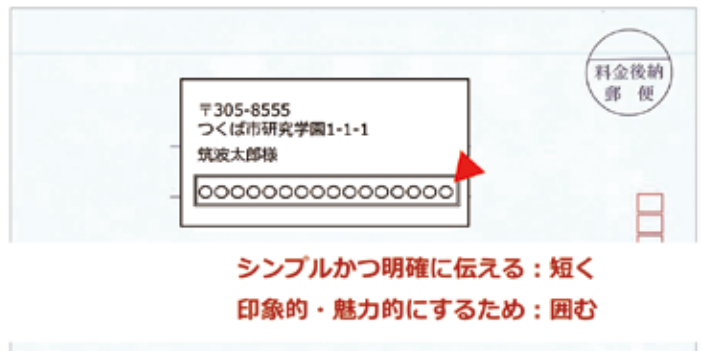 料金後納
郵 便
〒305-8555
つくば市研究学園1-1-1
筑波太郎様
○○○○○○○○○○○○○○○○
シンプルかつ明確に伝える:短く
印象的・魅力的にするため:囲む